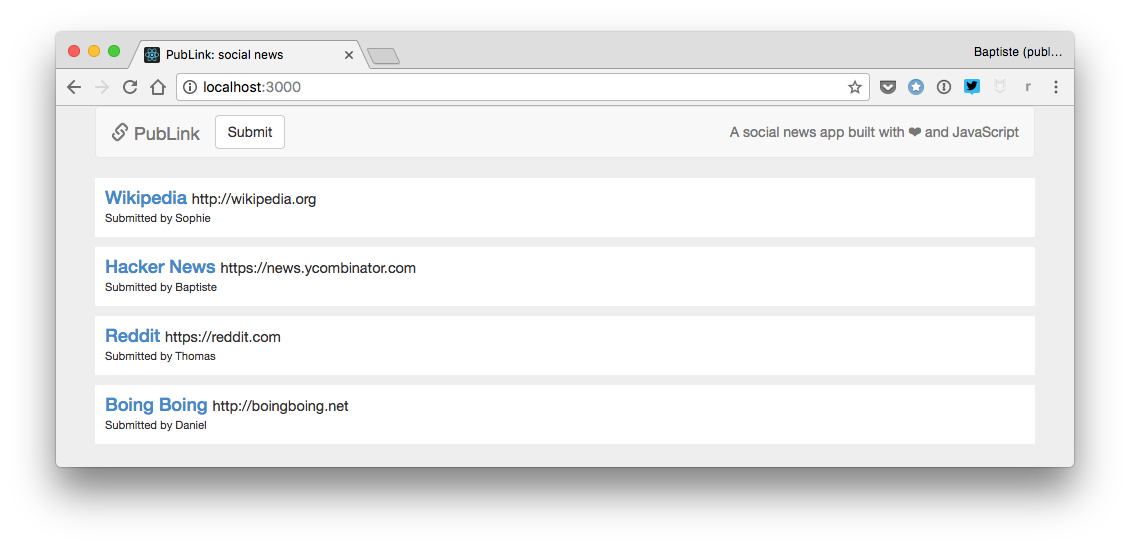 PubLink: social news
Baptiste (publ...
localhost:3000
r
PubLink
Submit
A social news app built with ❤ and JavaScript
Wikipedia http://wikipedia.org
Submitted by Sophie
Hacker News https://news.ycombinator.com
Submitted by Baptiste
Reddit https://reddit.com
Submitted by Thomas
Boing Boing http://boingboing.net
Submitted by Daniel